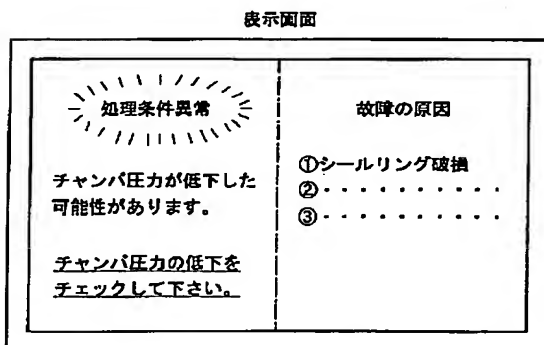 表示画面
処理条件異常
チャンバ圧力が低下した
可能性があります。
チャンバ圧力の低下を
チェックして下さい。
故障の原因
①シールリング破損
②・・・・・・・・・・
③・・・・・・・・・・